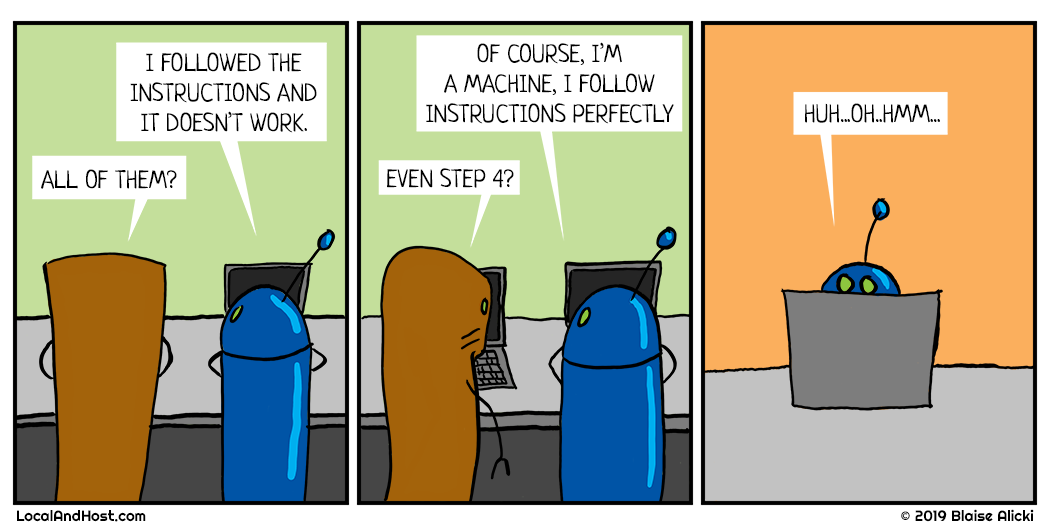 I FOLLOWED THE
INSTRUCTIONS AND
IT DOESN'T WORK.
ALL OF THEM?
OF COURSE, I'M
A MACHINE, I FOLLOW
INSTRUCTIONS PERFECTLY
EVEN STEP 4?
HUH...OH..HMM...
LocalAndHost.com
© 2019 Blaise Alicki